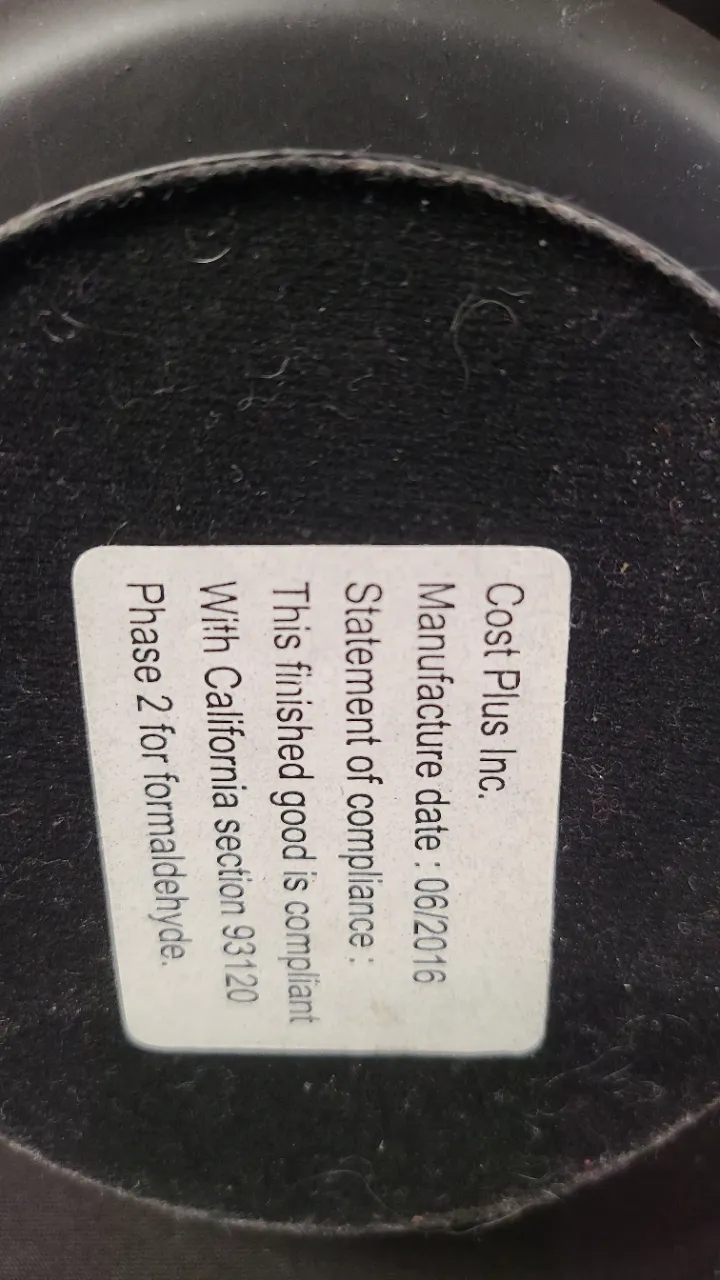 Cost Plus Inc.
Manufacture date : 06/2016
Statement of compliance :
This finished good is compliant
With California section 93120
Phase 2 for formaldehyde.